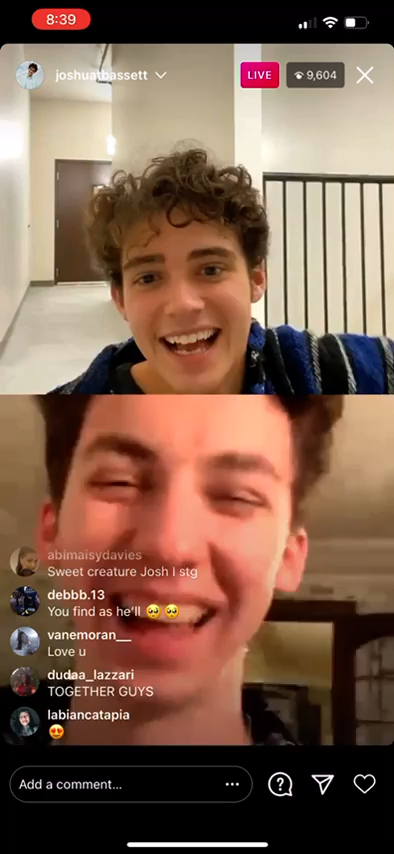 8:39
joshuatbassett
LIVE
9,604
abimaisydavies
Sweet creature Josh I stg
debbb.13
You find as he'll 🥺🥺
vanemoran__
Love u
dudaa_lazzari
TOGETHER GUYS
labiancatapia
😍
Add a comment...